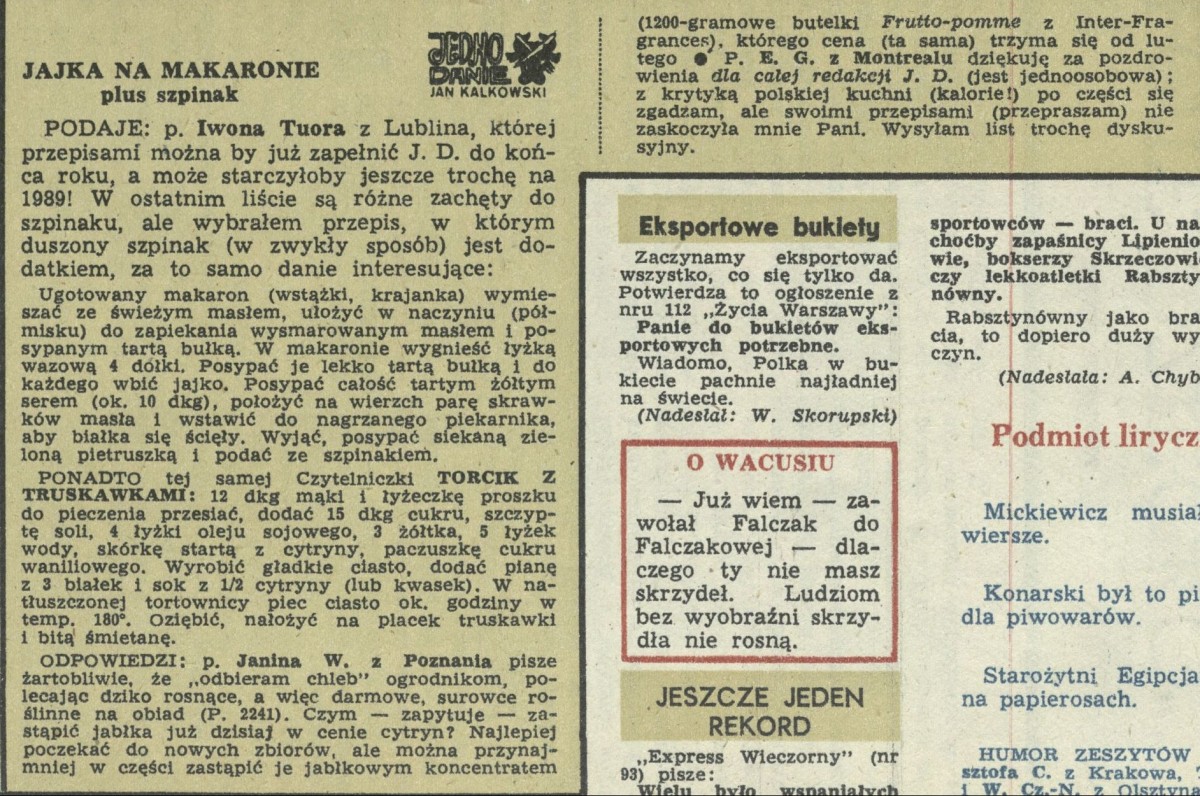 JAJKA NA MAKARONIE
plus szpinak
JEDNO
DANIE
JAN KALKOWSKI
PODAJE: p. Iwona Tuora z Lublina, której
przepisami można by już zapełnić J. D. do koń-
ca roku, a może starczyłoby jeszcze trochę na
1989! W ostatnim liście są różne zachęty do
szpinaku, ale wybrałem przepis, w którym
duszony szpinak (w zwykły sposób) jest do-
datkiem, za to samo danie interesujące:
Ugotowany makaron (wstążki, krajanka) wymie-
szać ze świeżym masłem, ułożyć w naczyniu (pół-
misku) do zapiekania wysmarowanym masłem i po-
sypanym tartą bułką. W makaronie wygnieść łyżką
wazową 4 dółki. Posypać je lekko tartą bułką i do
każdego wbić jajko. Posypać całość tartym żółtym
serem (ok. 10 dkg), położyć na wierzch parę skraw-
ków masła i wstawić do nagrzanego piekarnika,
aby białka się ścięły. Wyjąć, posypać siekaną zie-
loną pietruszką i podać ze szpinakiem.
PONADTO tej samej Czytelniczki TORCIK Z
TRUSKAWKAMI: 12 dkg mąki i łyżeczkę proszku
do pieczenia przesiać, dodać 15 dkg cukru, szczyp-
tę soli, 4 łyżki oleju sojowego, 3 żółtka, 5 łyżek
wody, skórkę startą z cytryny, paczuszkę cukru
waniliowego. Wyrobić gładkie ciasto, dodać pianę
z 3 białek i sok z 1/2 cytryny (lub kwasek). W na-
tłuszczonej tortownicy piec ciasto ok. godziny w
temp. 180°. Oziębić, nałożyć na placek truskawki
i bitą śmietanę.
ODPOWIEDZI: p. Janina W. z Poznania pisze
żartobliwie, że „odbieram chleb" ogrodnikom, po-
lecając dziko rosnące, a więc darmowe, surowce ro-
ślinne na obiad (P. 2241). Czym — zapytuje — za-
stąpić jabłka już dzisiaj w cenie cytryn? Najlepiej
poczekać do nowych zbiorów, ale można przynaj-
mniej w części zastąpić je jabłkowym koncentratem
(1200-gramowe butelki Frutto-pomme z Inter-Fra-
grances), którego cena (ta sama) trzyma się od lu-
tego ● P. E. G. z Montrealu dziękuję za pozdro-
wienia dla całej redakcji J. D. (jest jednoosobowa);
z krytyką polskiej kuchni (kalorie!) po części się
zgadzam, ale swoimi przepisami (przepraszam) nie
zaskoczyła mnie Pani. Wysyłam list trochę dysku-
syjny.
Eksportowe bukiety
Zaczynamy eksportować
wszystko, co się tylko da.
Potwierdza to ogłoszenie z
nru 112 „Życia Warszawy":
Panie do bukietów eks-
portowych potrzebne.
Wiadomo, Polka w bu-
kiecie pachnie najładniej
na świecie.
(Nadesłał: W. Skorupski)
O WACUSIU
— Już wiem — za-
wołał Falczak do
Falczakowej — dla-
czego ty nie masz
skrzydeł. Ludziom
bez wyobraźni skrzy-
dła nie rosną.
JESZCZE JEDEN
REKORD
„Express Wieczorny" (nr
93) pisze:
Wielu było wspaniałych
sportowców — braci. U na
choćby zapaśnicy Lipienio
wie, bokserzy Skrzeczowi
czy lekkoatletki Rabszty
nówny.
Rabsztynówny jako bra
cia, to dopiero duży wy
czyn.
(Nadesłała: A. Chyb
Podmiot lirycz
Mickiewicz musiał
wiersze.
Konarski był to pi
dla piwowarów.
Starożytni Egipcja
na papierosach.
HUMOR ZESZYTÓW
sztofa C. z Krakowa,
i W. Cz.-N. z Olsztyna